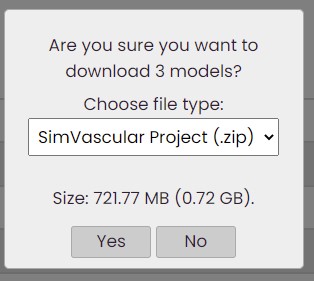 Are you sure you want to
download 3 models?
Choose file type:
SimVascular Project (.zip)
Size: 721.77 MB (0.72 GB).
Yes No